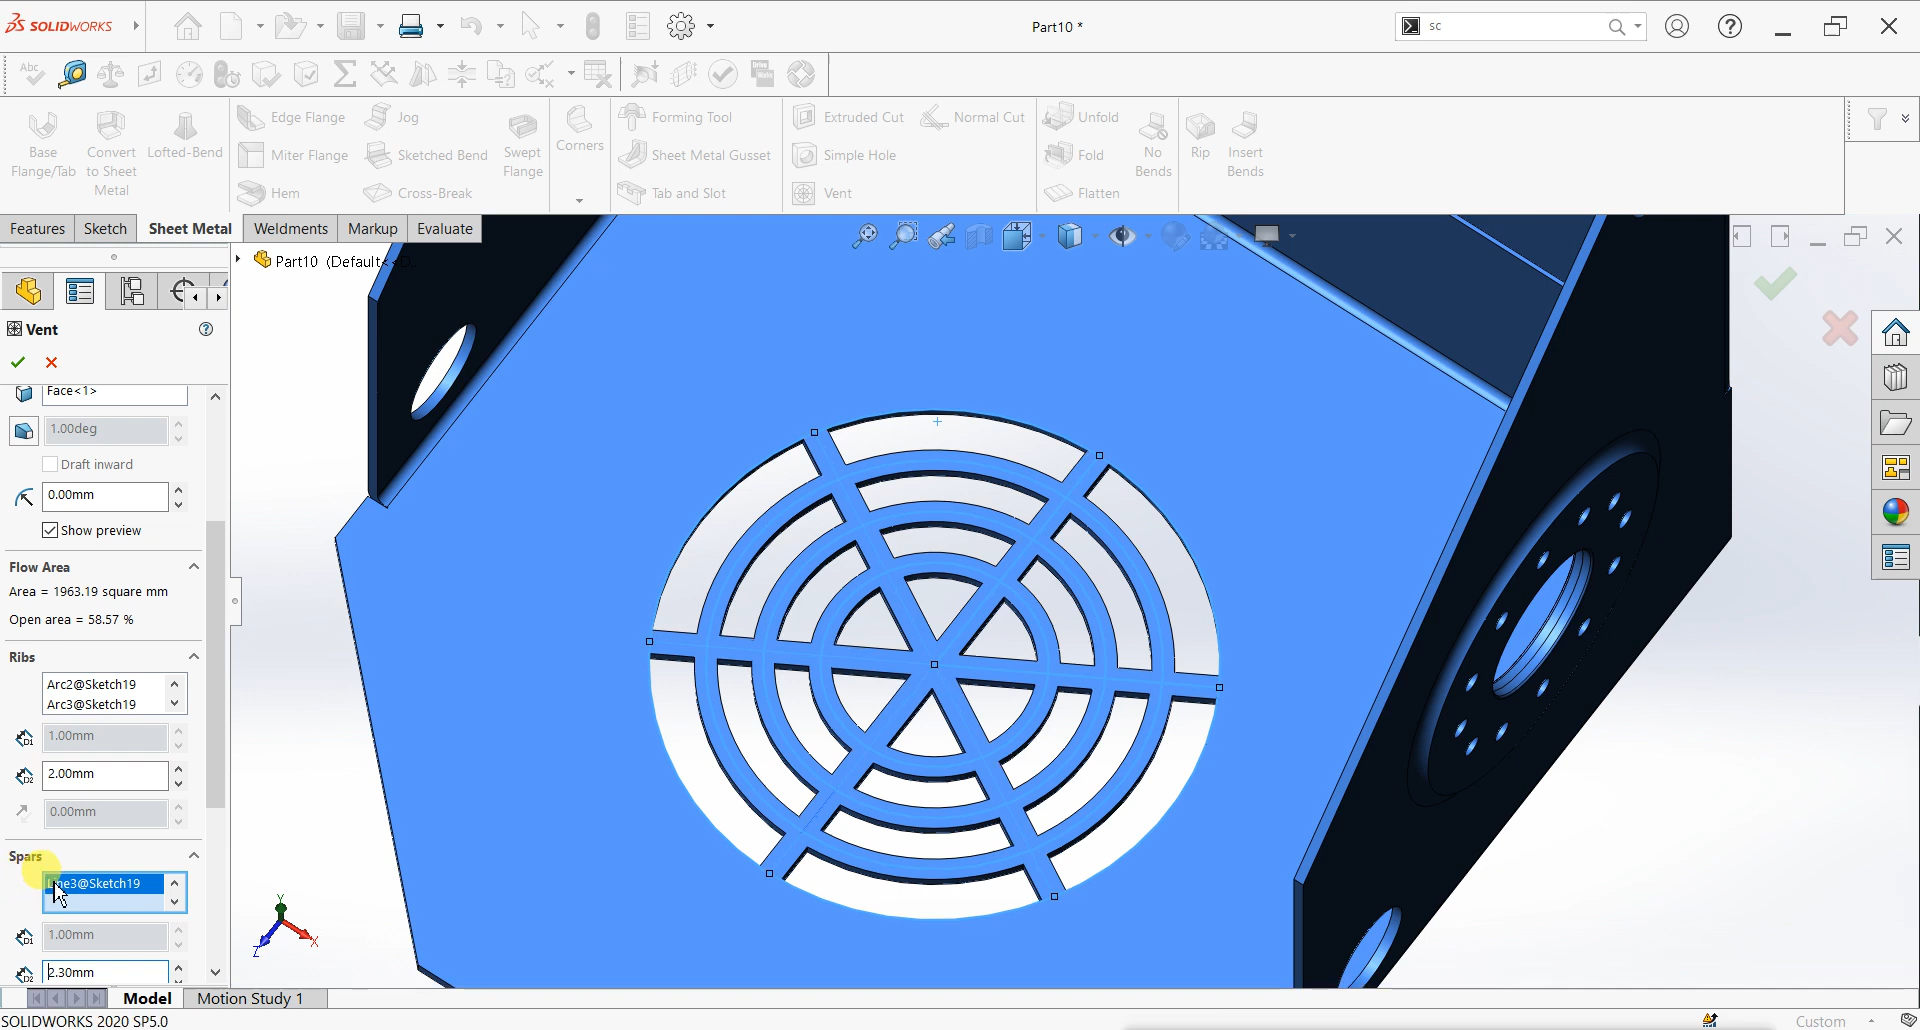 SOLIDWORKS
Part10 *
sc
Abc
Base Flange/Tab
Convert to Sheet Metal
Lofted-Bend
Edge Flange
Miter Flange
Hem
Jog
Sketched Bend
Cross-Break
Swept Flange
Corners
Forming Tool
Sheet Metal Gusset
Tab and Slot
Extruded Cut
Simple Hole
Vent
Normal Cut
Unfold
Fold
Flatten
No Bends
Rip
Insert Bends
Features
Sketch
Sheet Metal
Weldments
Markup
Evaluate
Part10 (Default<<D...
Vent
Face<1>
1.00deg
Draft inward
0.00mm
Show preview
Flow Area
Area = 1963.19 square mm
Open area = 58.57 %
Ribs
Arc2@Sketch19
Arc3@Sketch19
1.00mm
2.00mm
0.00mm
Spars
Line3@Sketch19
1.00mm
2.30mm
Y
X
Z
Model
Motion Study 1
SOLIDWORKS 2020 SP5.0
Custom